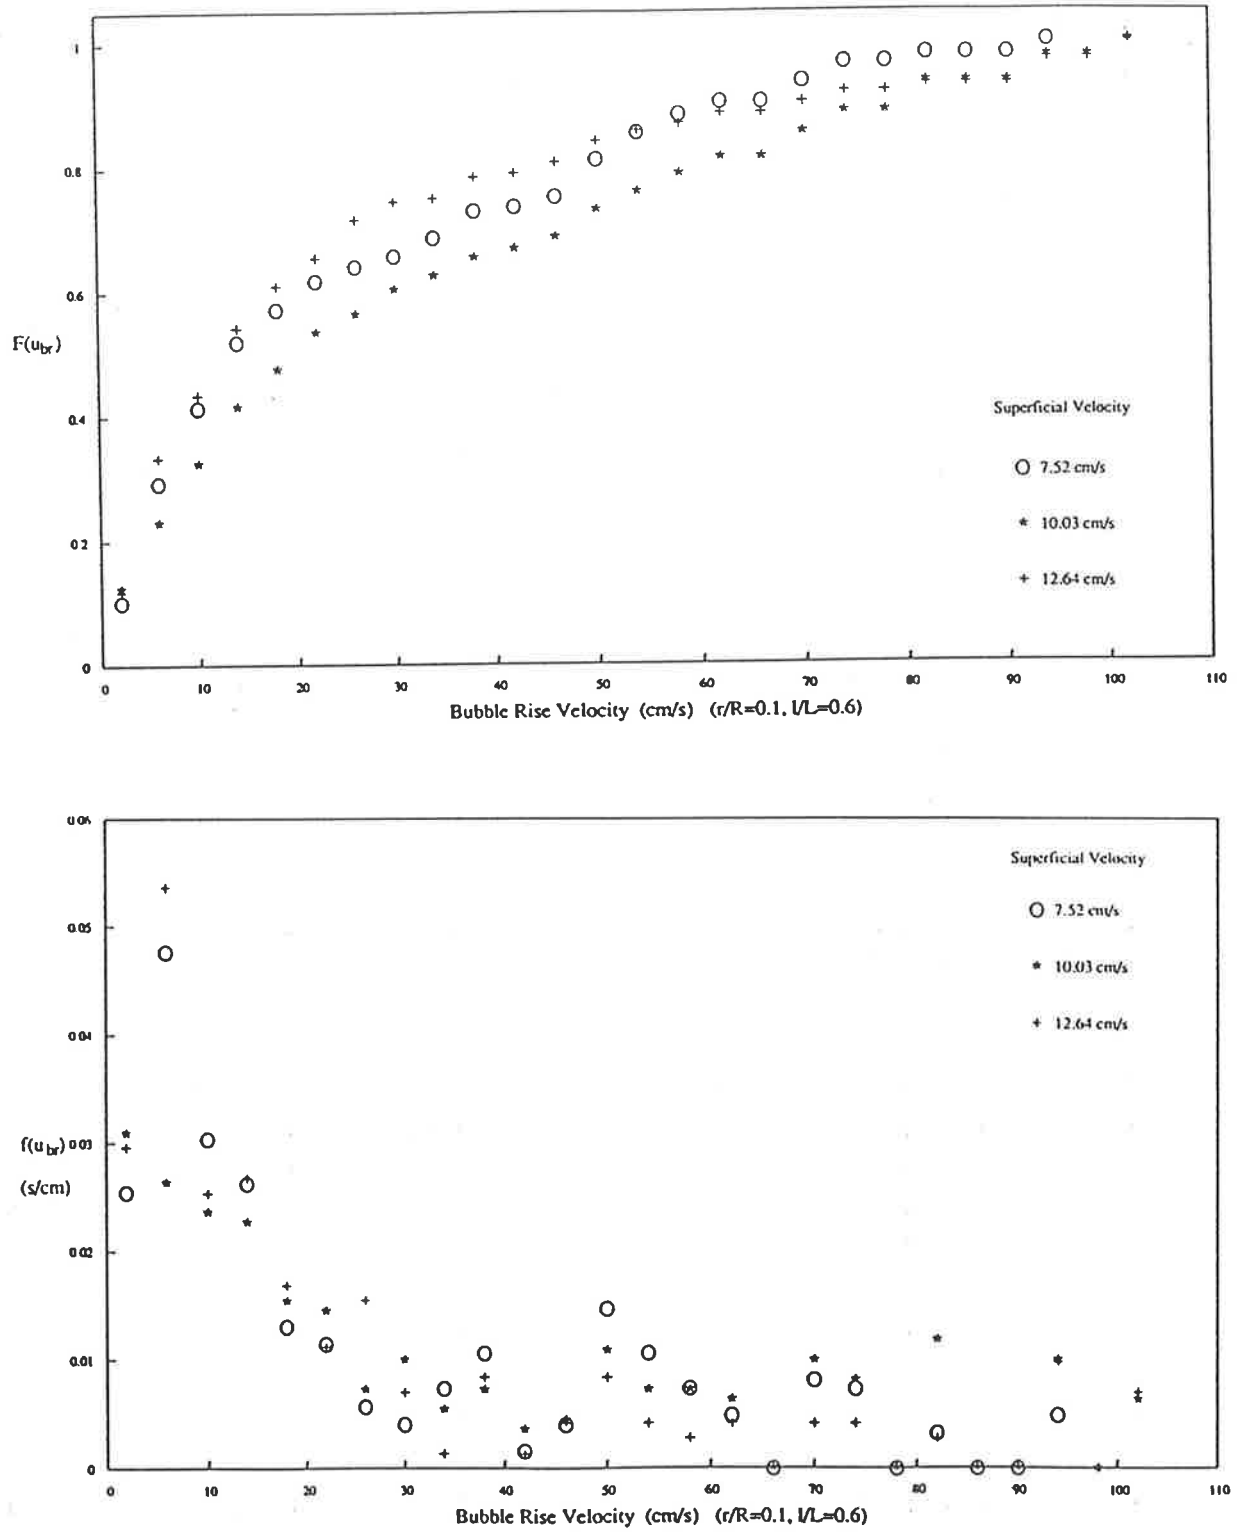 1
0.8
0.6
F(u_br)
0.4
0.2
0
Superficial Velocity
7.52 cm/s
10.03 cm/s
12.64 cm/s
0 10 20 30 40 50 60 70 80 90 100 110
Bubble Rise Velocity (cm/s) (r/R=0.1, l/L=0.6)
0.06
0.05
0.04
f(u_br) 0.03
(s/cm)
0.02
0.01
0
Superficial Velocity
7.52 cm/s
10.03 cm/s
12.64 cm/s
0 10 20 30 40 50 60 70 80 90 100 110
Bubble Rise Velocity (cm/s) (r/R=0.1, l/L=0.6)